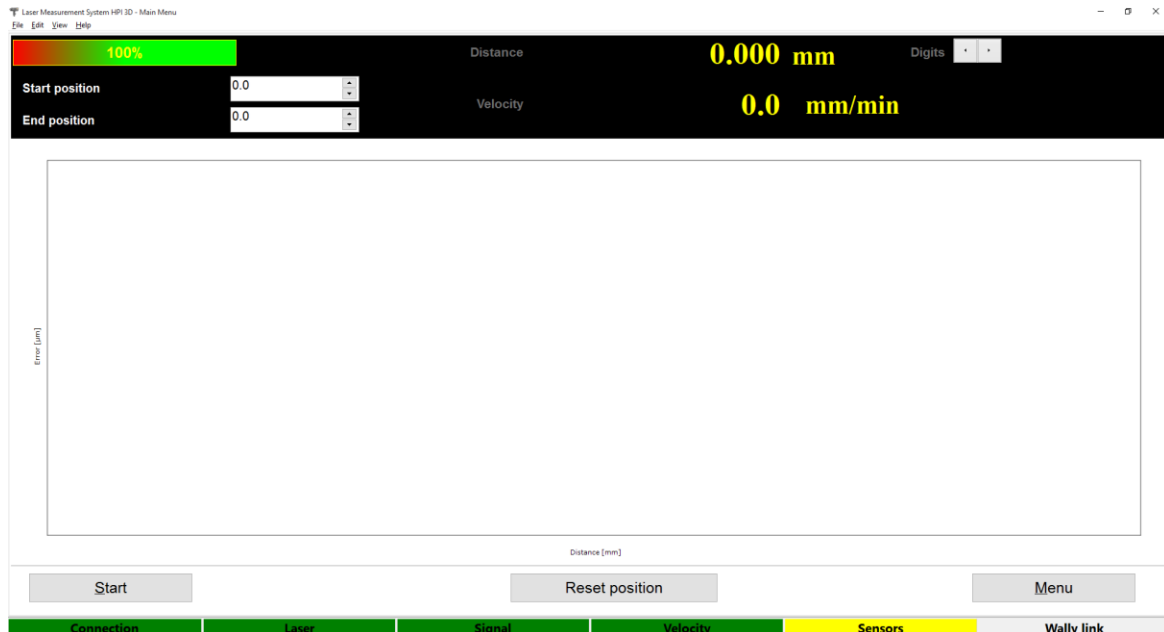 Laser Measurement System HPI 3D - Main Menu
File Edit View Help
100%
Distance
0.000 mm
Digits
Start position
0.0
Velocity
0.0 mm/min
End position
0.0
Error [µm]
Distance [mm]
Start
Reset position
Menu
Connection
Laser
Signal
Velocity
Sensors
Wally link